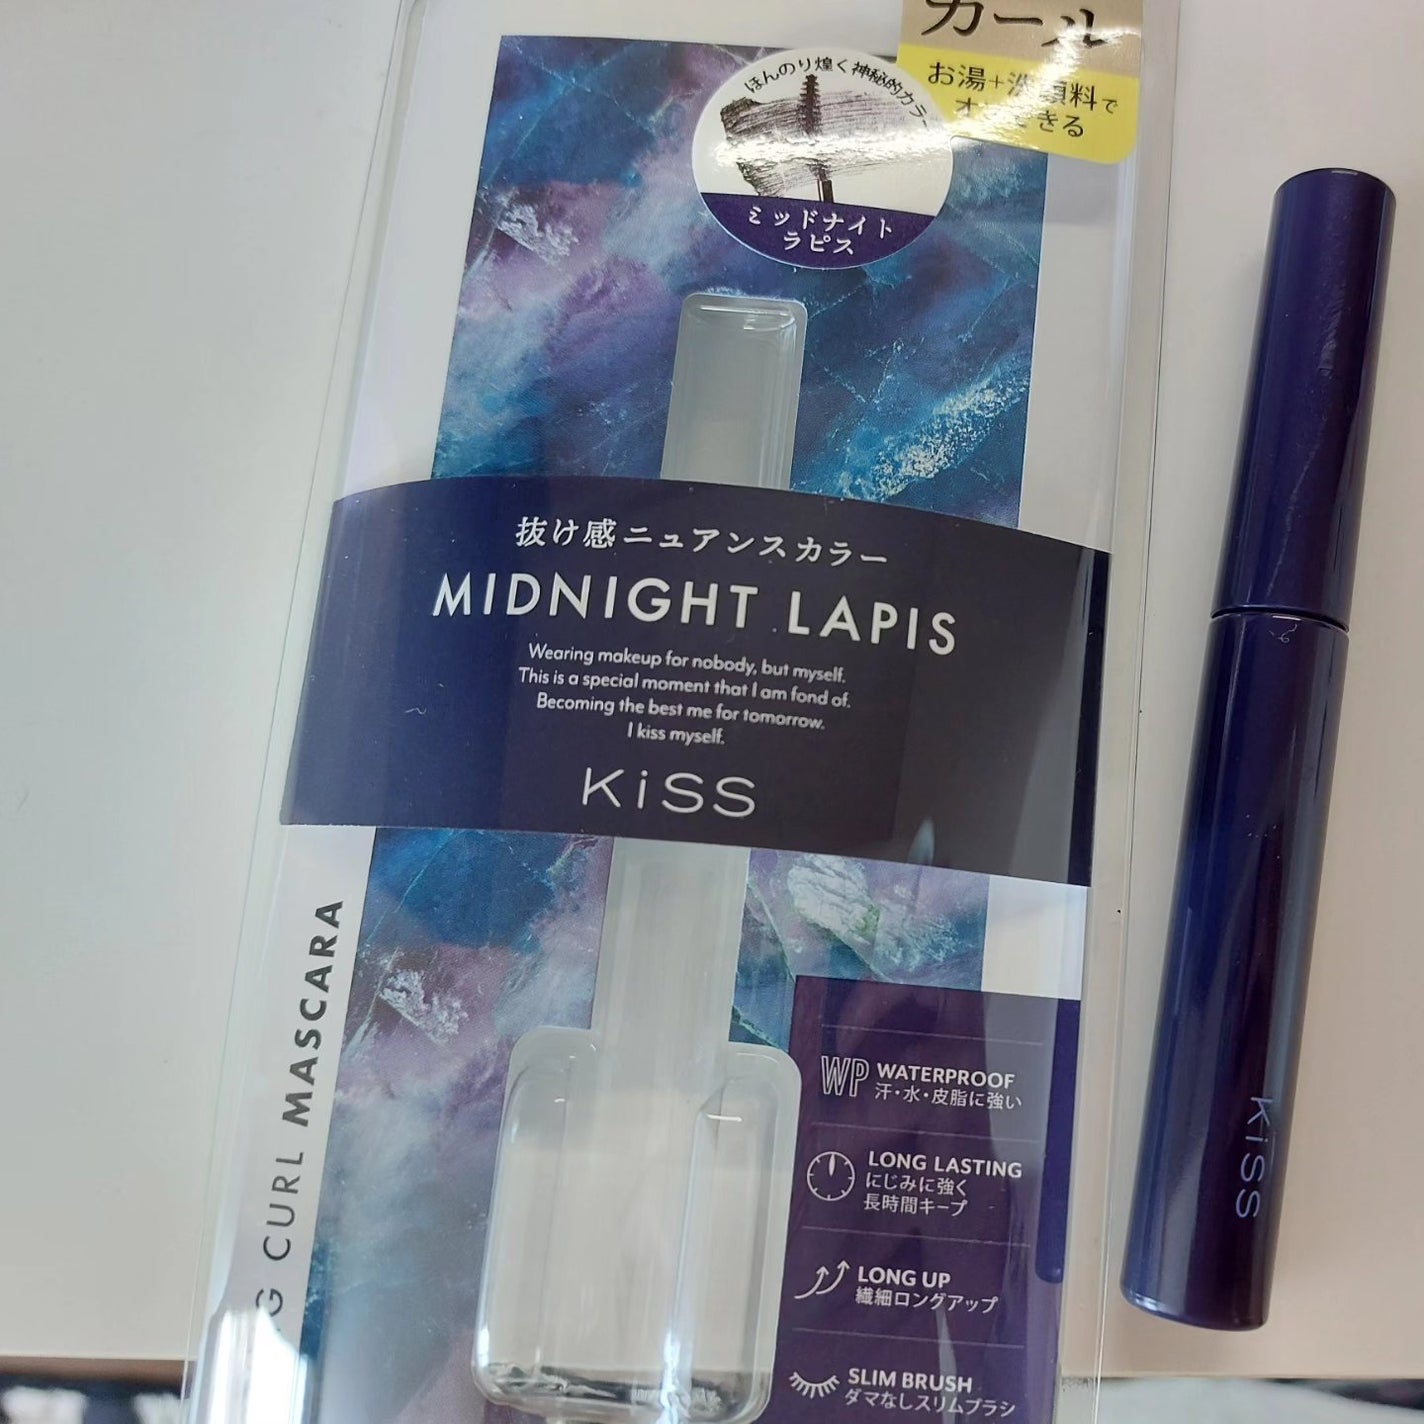 カール
お湯+洗顔料で
オフできる
ほんのり煌く神秘的カラー
ミッドナイト
ラピス
抜け感ニュアンスカラー
MIDNIGHT LAPIS
Wearing makeup for nobody, but myself.
This is a special moment that I am fond of.
Becoming the best me for tomorrow.
I kiss myself.
KiSS
G CURL MASCARA
WP WATERPROOF
汗・水・皮脂に強い
LONG LASTING
にじみに強く
長時間キープ
LONG UP
繊細ロングアップ
SLIM BRUSH
ダマなしスリムブラシ
KiSS